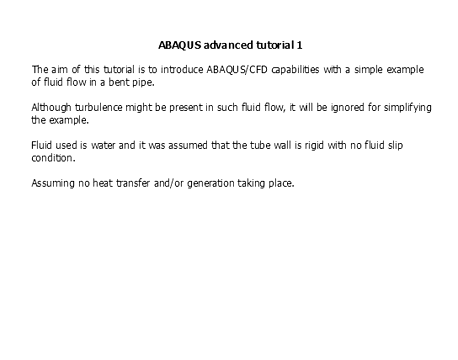 ABAQUS advanced tutorial 1
The aim of this tutorial is to introduce ABAQUS/CFD capabilities with a simple example
of fluid flow in a bent pipe.
Although turbulence might be present in such fluid flow, it will be ignored for simplifying
the example.
Fluid used is water and it was assumed that the tube wall is rigid with no fluid slip
condition.
Assuming no heat transfer and/or generation taking place.